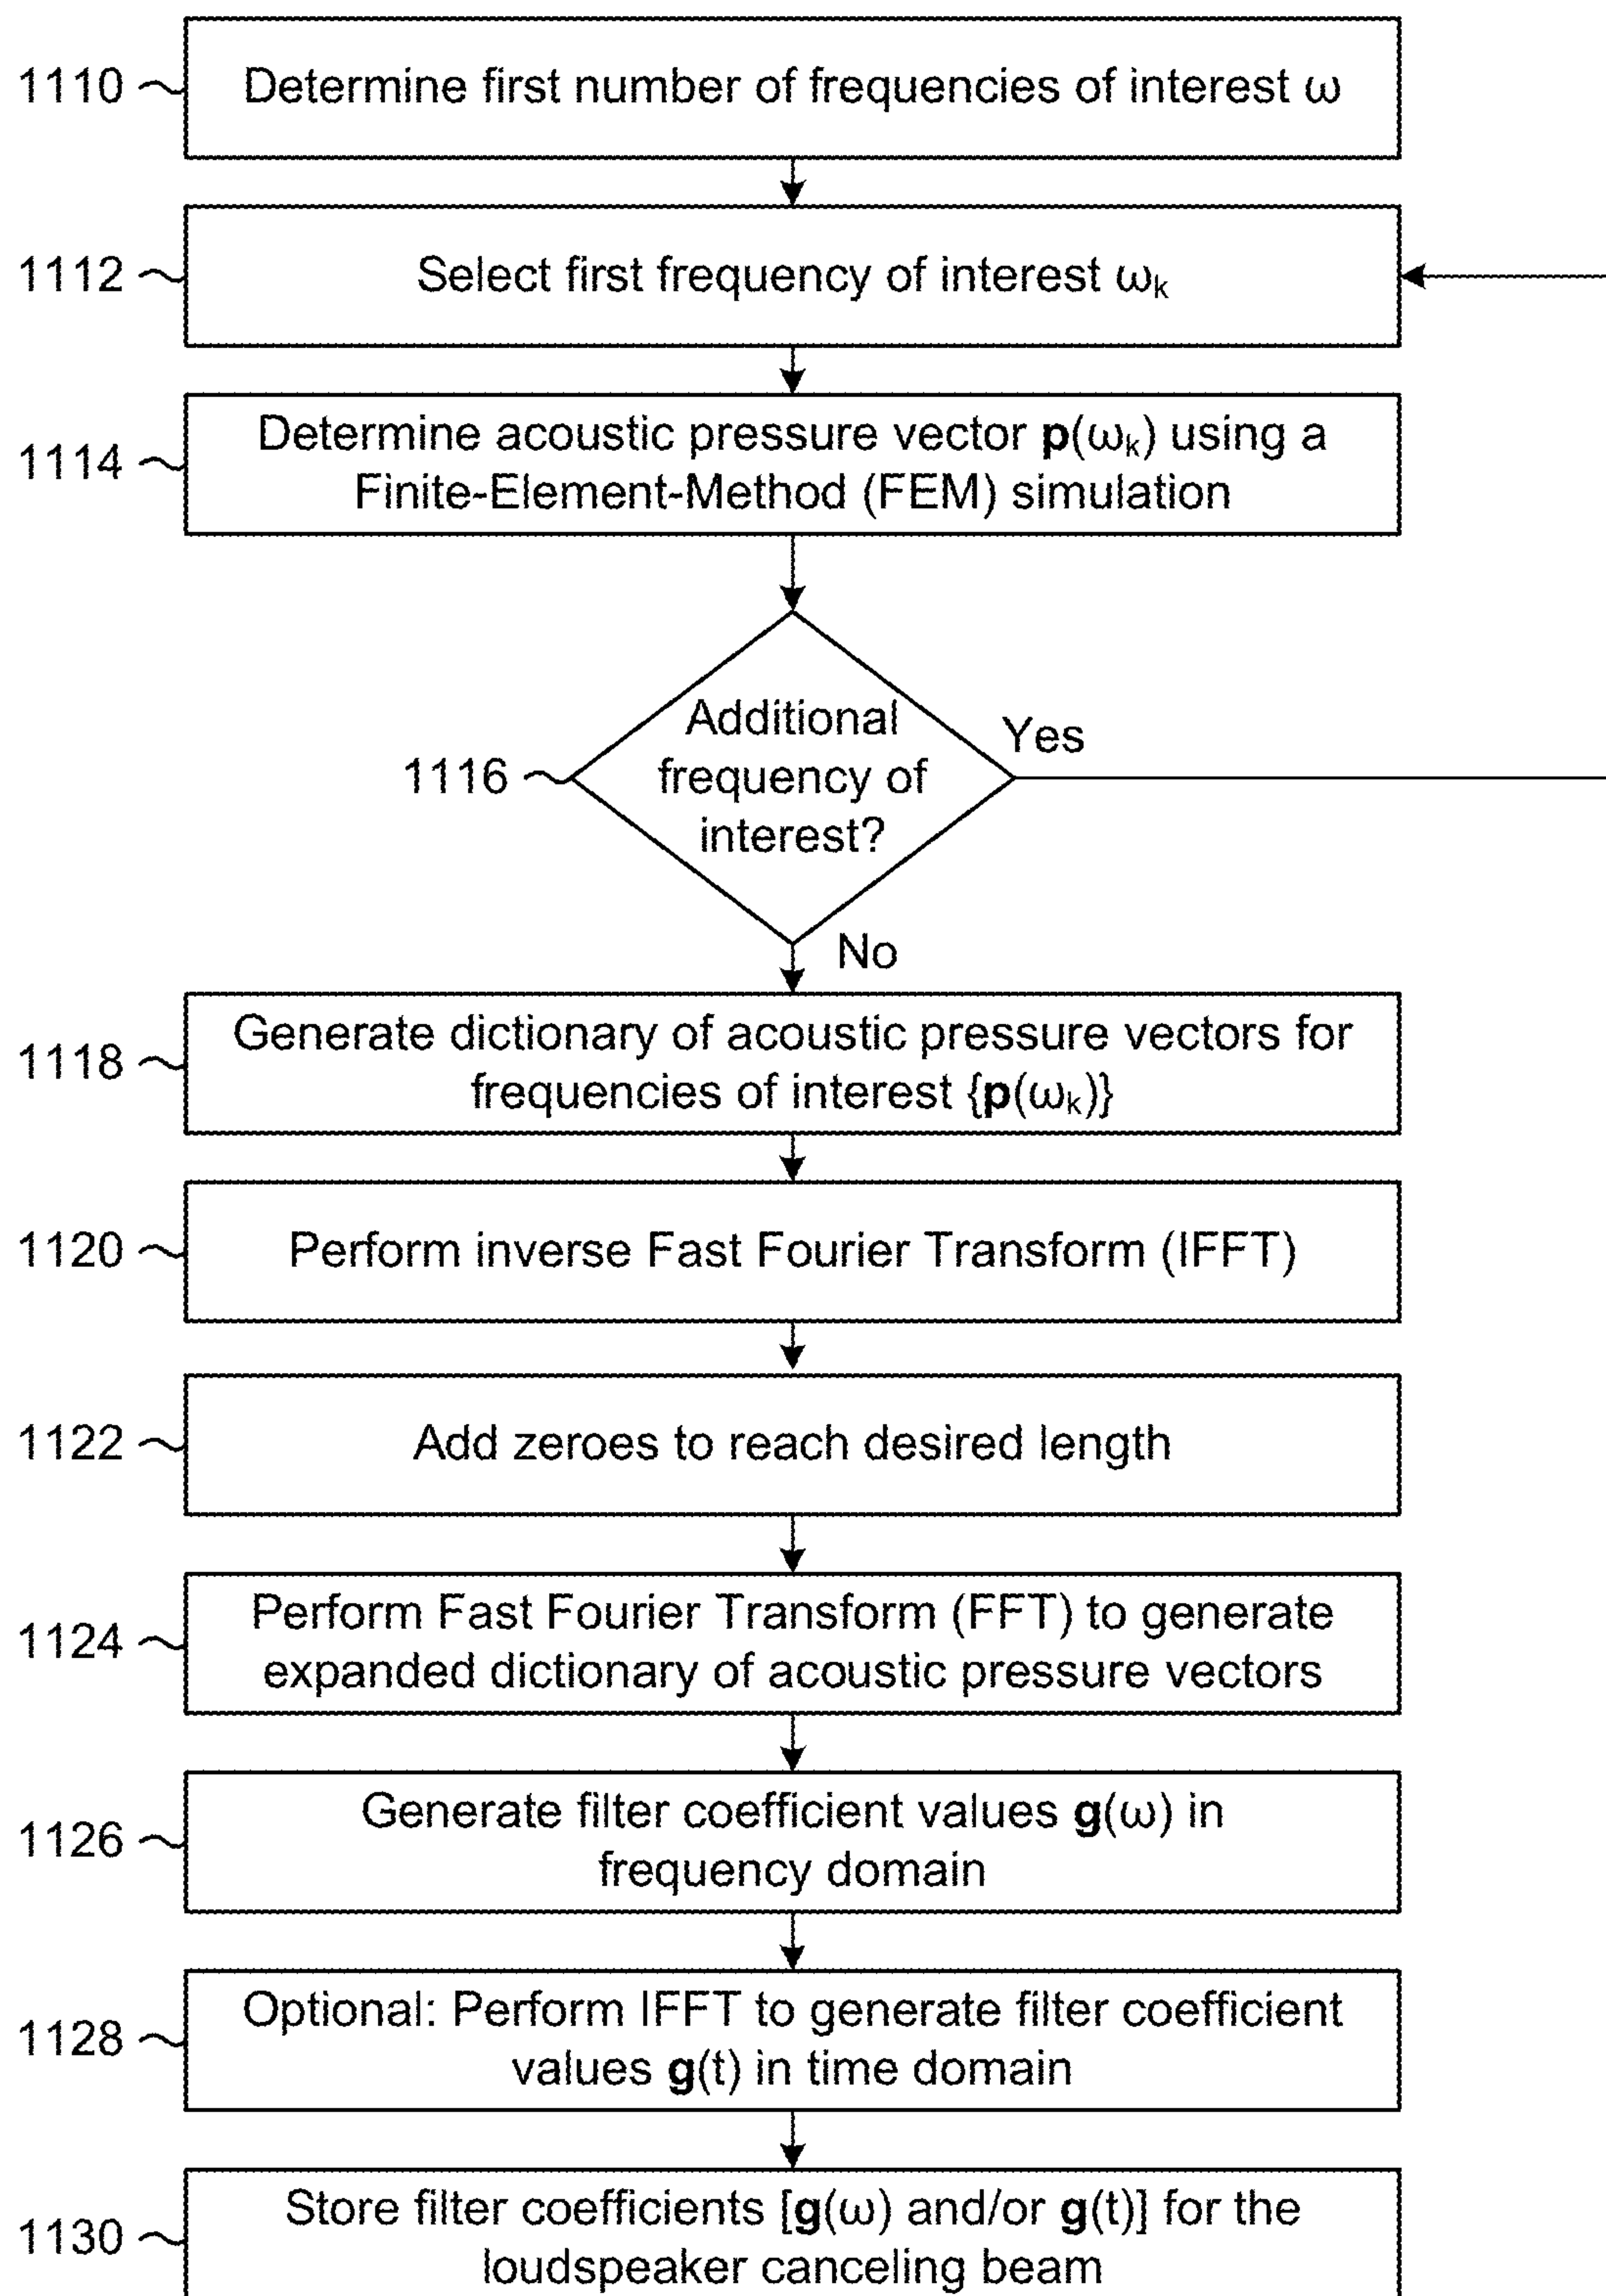 1110 Determine first number of frequencies of interest ω
1112 Select first frequency of interest ωk
1114 Determine acoustic pressure vector p(ωk) using a
Finite-Element-Method (FEM) simulation
1116 Additional
frequency of
interest?
Yes
No
1118 Generate dictionary of acoustic pressure vectors for
frequencies of interest {p(ωk)}
1120 Perform inverse Fast Fourier Transform (IFFT)
1122 Add zeroes to reach desired length
1124 Perform Fast Fourier Transform (FFT) to generate
expanded dictionary of acoustic pressure vectors
1126 Generate filter coefficient values g(ω) in
frequency domain
1128 Optional: Perform IFFT to generate filter coefficient
values g(t) in time domain
1130 Store filter coefficients [g(ω) and/or g(t)] for the
loudspeaker canceling beam